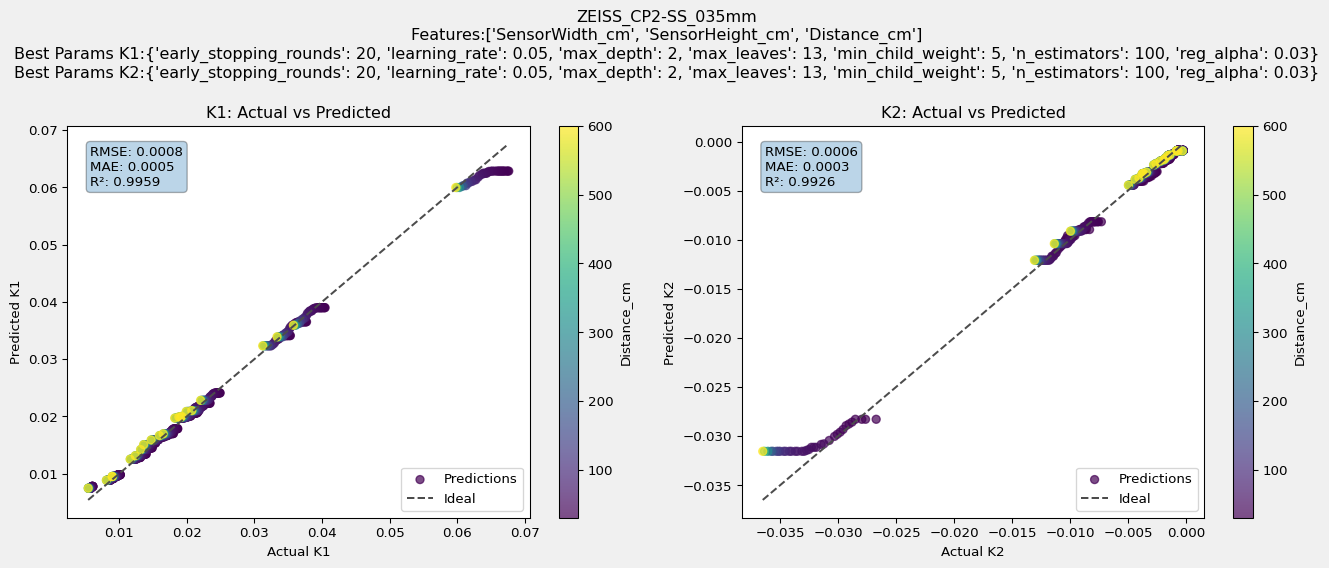 ZEISS_CP2-SS_035mm
Features:['SensorWidth_cm', 'SensorHeight_cm', 'Distance_cm']
Best Params K1:{'early_stopping_rounds': 20, 'learning_rate': 0.05, 'max_depth': 2, 'max_leaves': 13, 'min_child_weight': 5, 'n_estimators': 100, 'reg_alpha': 0.03}
Best Params K2:{'early_stopping_rounds': 20, 'learning_rate': 0.05, 'max_depth': 2, 'max_leaves': 13, 'min_child_weight': 5, 'n_estimators': 100, 'reg_alpha': 0.03}
K1: Actual vs Predicted
RMSE: 0.0008
MAE: 0.0005
R²: 0.9959
Predicted K1
0.07
0.06
0.05
0.04
0.03
0.02
0.01
0.01
0.02
0.03
0.04
0.05
0.06
0.07
Actual K1
Predictions
Ideal
600
500
400
300
200
100
Distance_cm
K2: Actual vs Predicted
RMSE: 0.0006
MAE: 0.0003
R²: 0.9926
Predicted K2
0.000
−0.005
−0.010
−0.015
−0.020
−0.025
−0.030
−0.035
−0.035
−0.030
−0.025
−0.020
−0.015
−0.010
−0.005
0.000
Actual K2
Predictions
Ideal
600
500
400
300
200
100
Distance_cm